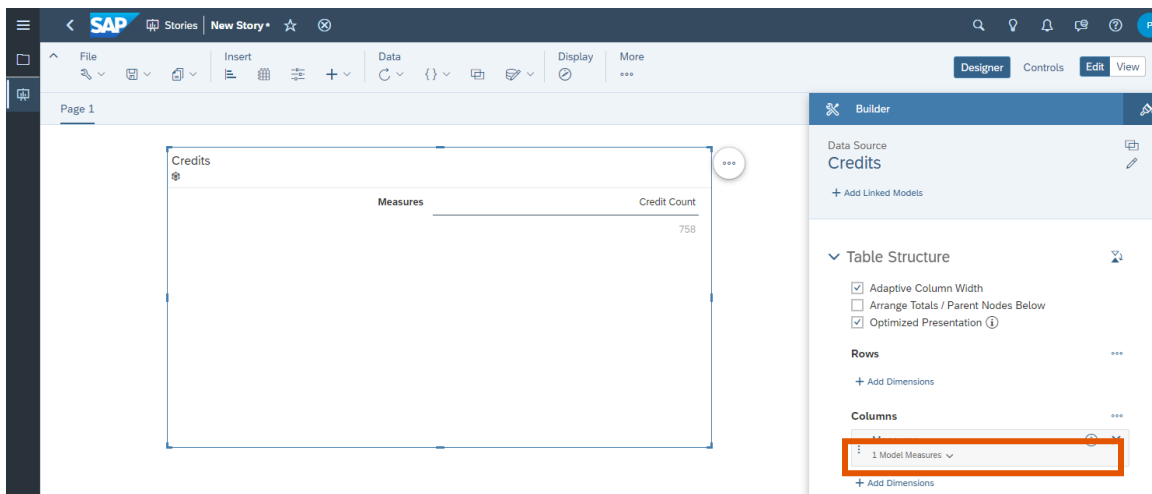 SAP Stories New Story*
File Insert Data Display More
Designer Controls Edit View
Page 1
Builder
Credits
Measures Credit Count
758
Data Source
Credits
+ Add Linked Models
Table Structure
Adaptive Column Width
Arrange Totals / Parent Nodes Below
Optimized Presentation
Rows
+ Add Dimensions
Columns
1 Model Measures
+ Add Dimensions